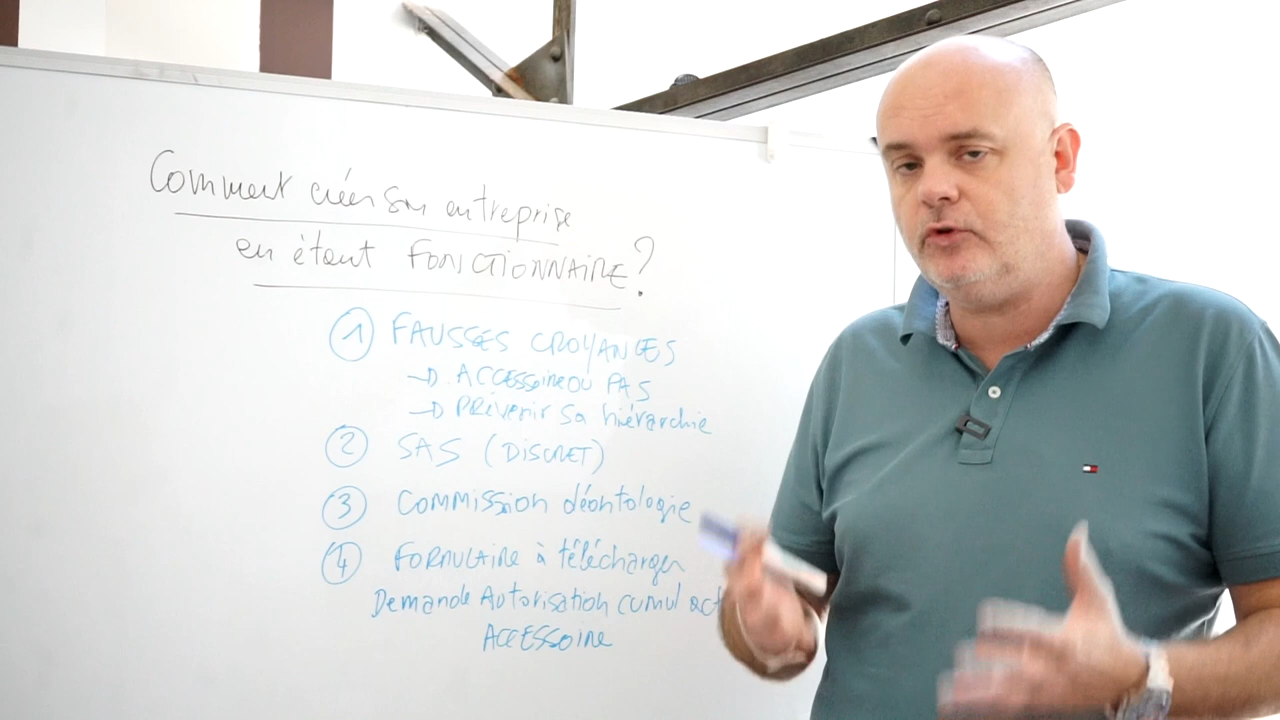 Comment créer son entreprise
en étant FONCTIONNAIRE ?
1 FAUSSES CROYANCES
→ ACCESSOIRE OU PAS
→ Prévenir sa hiérarchie
2 SAS (DISCRET)
3 Commission déontologie
4 FORMULAIRE à télécharger
Demande Autorisation cumul act
ACCESSOIRE